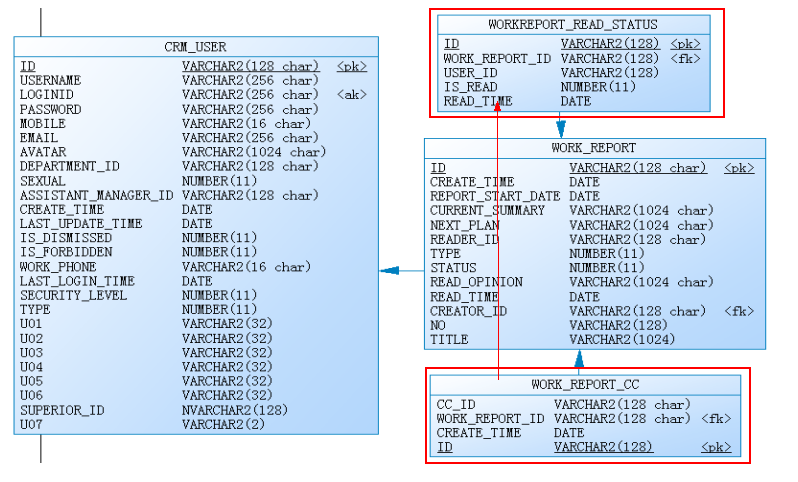 CRM_USER
ID VARCHAR2(128 char) <pk>
USERNAME VARCHAR2(256 char)
LOGINID VARCHAR2(256 char) <ak>
PASSWORD VARCHAR2(256 char)
MOBILE VARCHAR2(16 char)
EMAIL VARCHAR2(256 char)
AVATAR VARCHAR2(1024 char)
DEPARTMENT_ID VARCHAR2(128 char)
SEXUAL NUMBER(11)
ASSISTANT_MANAGER_ID VARCHAR2(128 char)
CREATE_TIME DATE
LAST_UPDATE_TIME DATE
IS_DISMISSED NUMBER(11)
IS_FORBIDDEN NUMBER(11)
WORK_PHONE VARCHAR2(16 char)
LAST_LOGIN_TIME DATE
SECURITY_LEVEL NUMBER(11)
TYPE NUMBER(11)
U01 VARCHAR2(32)
U02 VARCHAR2(32)
U03 VARCHAR2(32)
U04 VARCHAR2(32)
U05 VARCHAR2(32)
U06 VARCHAR2(32)
SUPERIOR_ID NVARCHAR2(128)
U07 VARCHAR2(2)
WORKREPORT_READ_STATUS
ID VARCHAR2(128) <pk>
WORK_REPORT_ID VARCHAR2(128) <fk>
USER_ID VARCHAR2(128)
IS_READ NUMBER(11)
READ_TIME DATE
WORK_REPORT
ID VARCHAR2(128 char) <pk>
CREATE_TIME DATE
REPORT_START_DATE DATE
CURRENT_SUMMARY VARCHAR2(1024 char)
NEXT_PLAN VARCHAR2(1024 char)
READER_ID VARCHAR2(128 char)
TYPE NUMBER(11)
STATUS NUMBER(11)
READ_OPINION VARCHAR2(1024 char)
READ_TIME DATE
CREATOR_ID VARCHAR2(128 char) <fk>
NO VARCHAR2(128)
TITLE VARCHAR2(1024)
WORK_REPORT_CC
CC_ID VARCHAR2(128 char)
WORK_REPORT_ID VARCHAR2(128 char) <fk>
CREATE_TIME DATE
ID VARCHAR2(128) <pk>